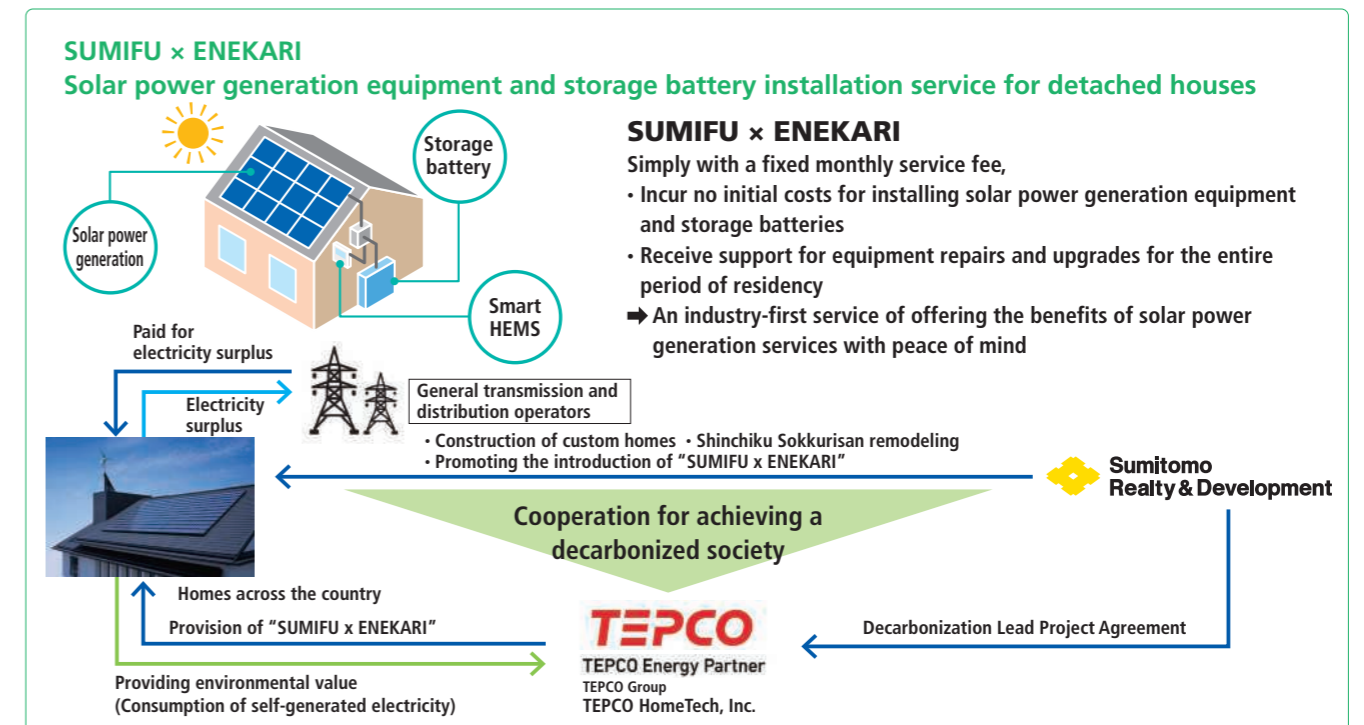 SUMIFU × ENEKARI
Solar power generation equipment and storage battery installation service for detached houses
Solar power
generation
Storage
battery
Smart
HEMS
SUMIFU × ENEKARI
Simply with a fixed monthly service fee,
・Incur no initial costs for installing solar power generation equipment
and storage batteries
・Receive support for equipment repairs and upgrades for the entire
period of residency
➡ An industry-first service of offering the benefits of solar power
generation services with peace of mind
Paid for
electricity surplus
Electricity
surplus
General transmission and
distribution operators
・Construction of custom homes ・Shinchiku Sokkurisan remodeling
・Promoting the introduction of “SUMIFU x ENEKARI”
Sumitomo
Realty & Development
Cooperation for achieving a
decarbonized society
Homes across the country
Provision of “SUMIFU x ENEKARI”
Providing environmental value
(Consumption of self-generated electricity)
TEPCO
TEPCO Energy Partner
TEPCO Group
TEPCO HomeTech, Inc.
Decarbonization Lead Project Agreement